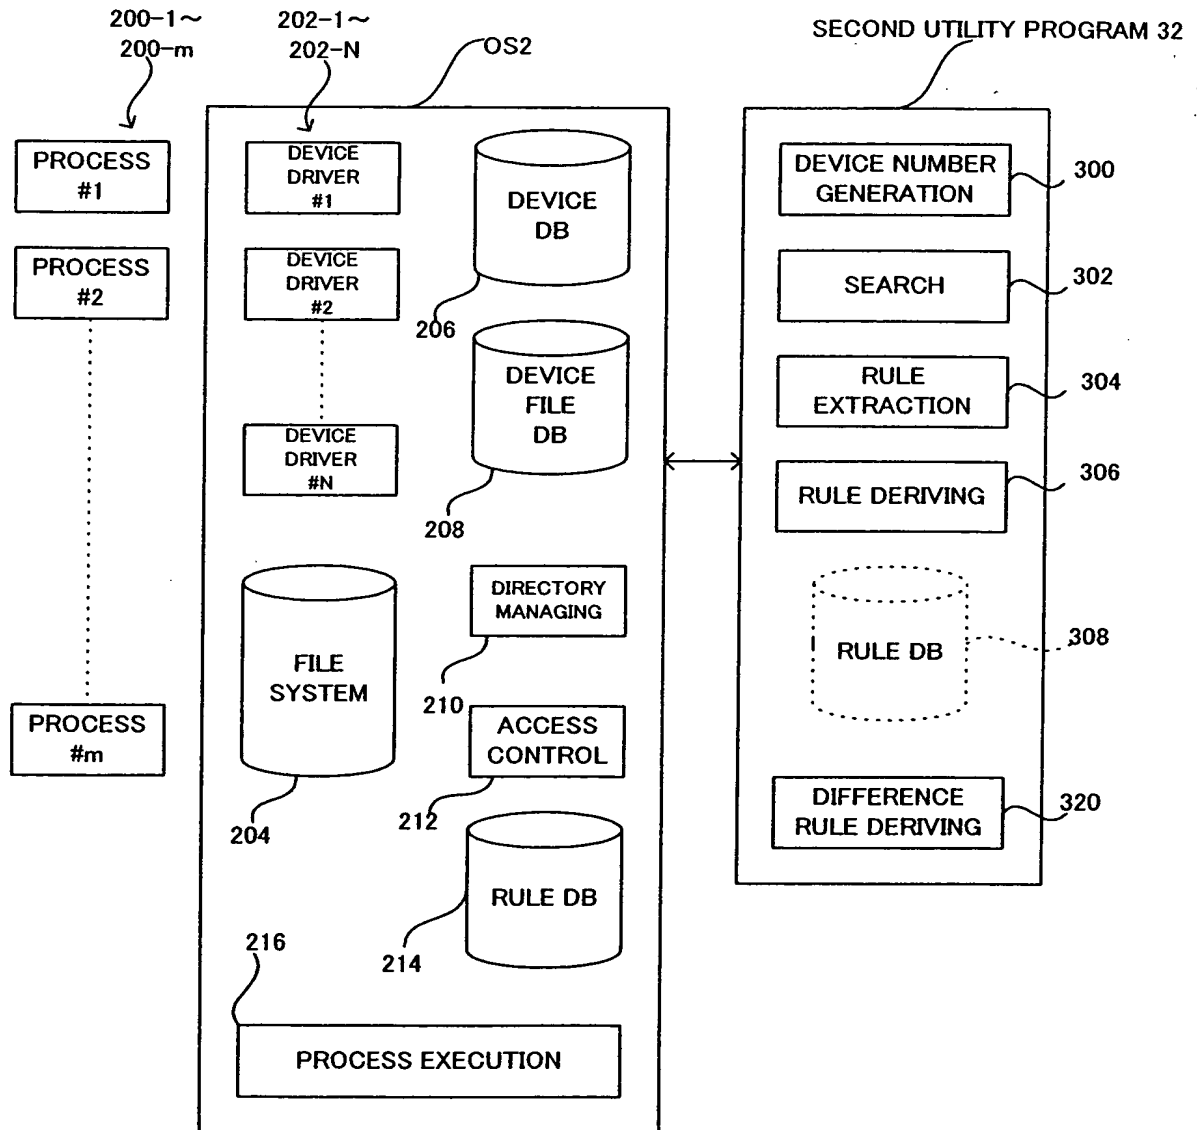 200-1～
200-m
202-1～
202-N
OS2
SECOND UTILITY PROGRAM 32
PROCESS
#1
PROCESS
#2
PROCESS
#m
DEVICE
DRIVER
#1
DEVICE
DRIVER
#2
DEVICE
DRIVER
#N
DEVICE
DB
206
DEVICE
FILE
DB
208
FILE
SYSTEM
204
DIRECTORY
MANAGING
210
ACCESS
CONTROL
212
RULE DB
214
216
PROCESS EXECUTION
DEVICE NUMBER
GENERATION
300
SEARCH
302
RULE
EXTRACTION
304
RULE DERIVING
306
RULE DB
308
DIFFERENCE
RULE DERIVING
320